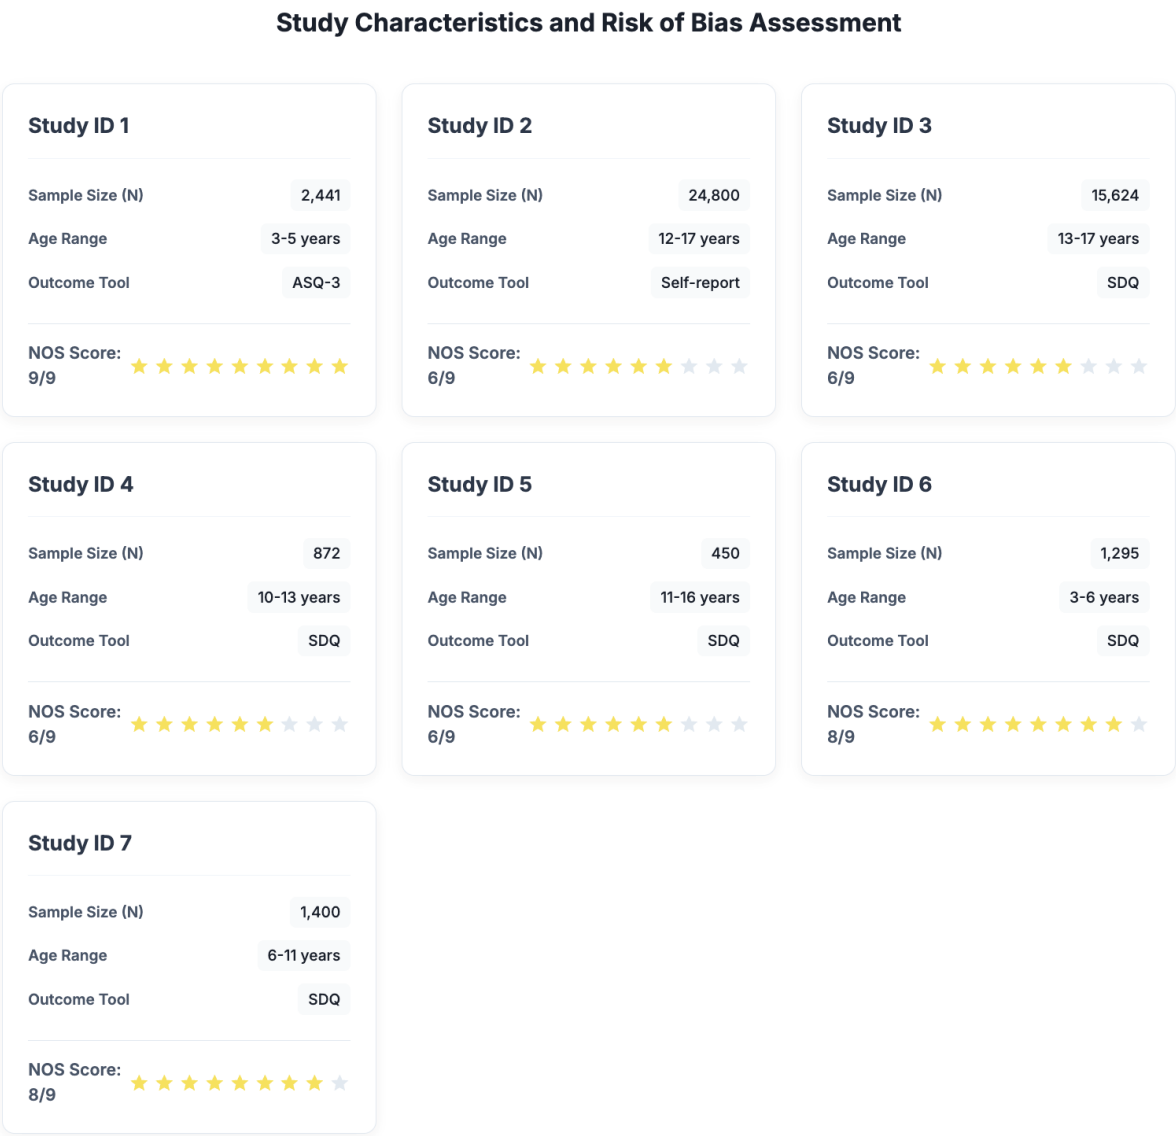 Study Characteristics and Risk of Bias Assessment
Study ID 1
Sample Size (N) 2,441
Age Range 3-5 years
Outcome Tool ASQ-3
NOS Score:
9/9
Study ID 2
Sample Size (N) 24,800
Age Range 12-17 years
Outcome Tool Self-report
NOS Score:
6/9
Study ID 3
Sample Size (N) 15,624
Age Range 13-17 years
Outcome Tool SDQ
NOS Score:
6/9
Study ID 4
Sample Size (N) 872
Age Range 10-13 years
Outcome Tool SDQ
NOS Score:
6/9
Study ID 5
Sample Size (N) 450
Age Range 11-16 years
Outcome Tool SDQ
NOS Score:
6/9
Study ID 6
Sample Size (N) 1,295
Age Range 3-6 years
Outcome Tool SDQ
NOS Score:
8/9
Study ID 7
Sample Size (N) 1,400
Age Range 6-11 years
Outcome Tool SDQ
NOS Score:
8/9